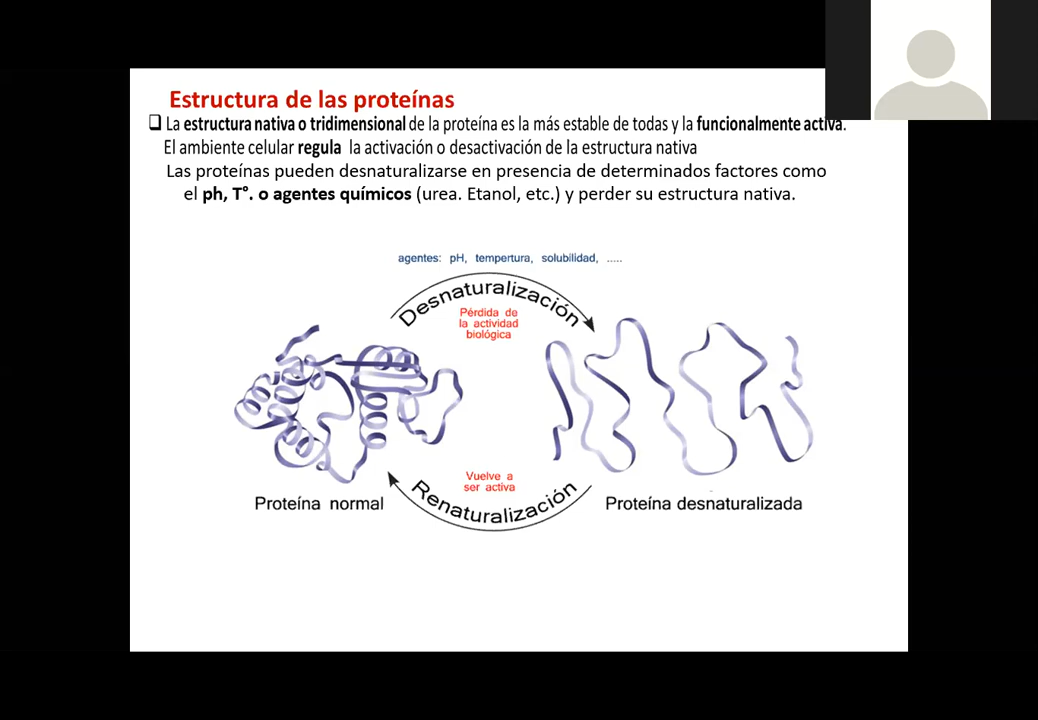 Estructura de las proteínas
❑ La estructura nativa o tridimensional de la proteína es la más estable de todas y la funcionalmente activa.
El ambiente celular regula la activación o desactivación de la estructura nativa
Las proteínas pueden desnaturalizarse en presencia de determinados factores como
el ph, T°. o agentes químicos (urea. Etanol, etc.) y perder su estructura nativa.
agentes: pH, tempertura, solubilidad, .....
Desnaturalización
Pérdida de
la actividad
biológica
Vuelve a
ser activa
Renaturalización
Proteína normal
Proteína desnaturalizada